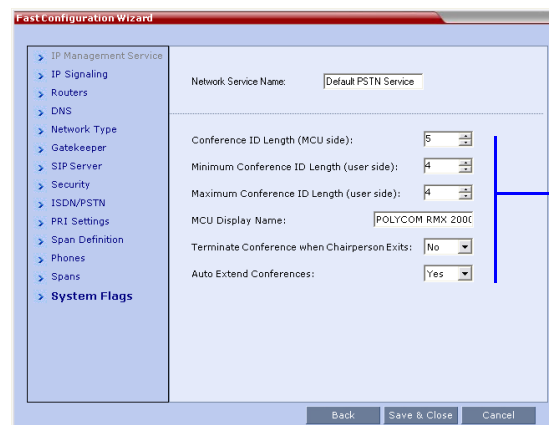 Fast Configuration Wizard
IP Management Service
IP Signaling
Routers
DNS
Network Type
Gatekeeper
SIP Server
Security
ISDN/PSTN
PRI Settings
Span Definition
Phones
Spans
System Flags
Network Service Name: Default PSTN Service
Conference ID Length (MCU side): 5
Minimum Conference ID Length (user side): 4
Maximum Conference ID Length (user side): 4
MCU Display Name: POLYCOM RMX 200
Terminate Conference when Chairperson Exits: No
Auto Extend Conferences: Yes
Back Save & Close Cancel